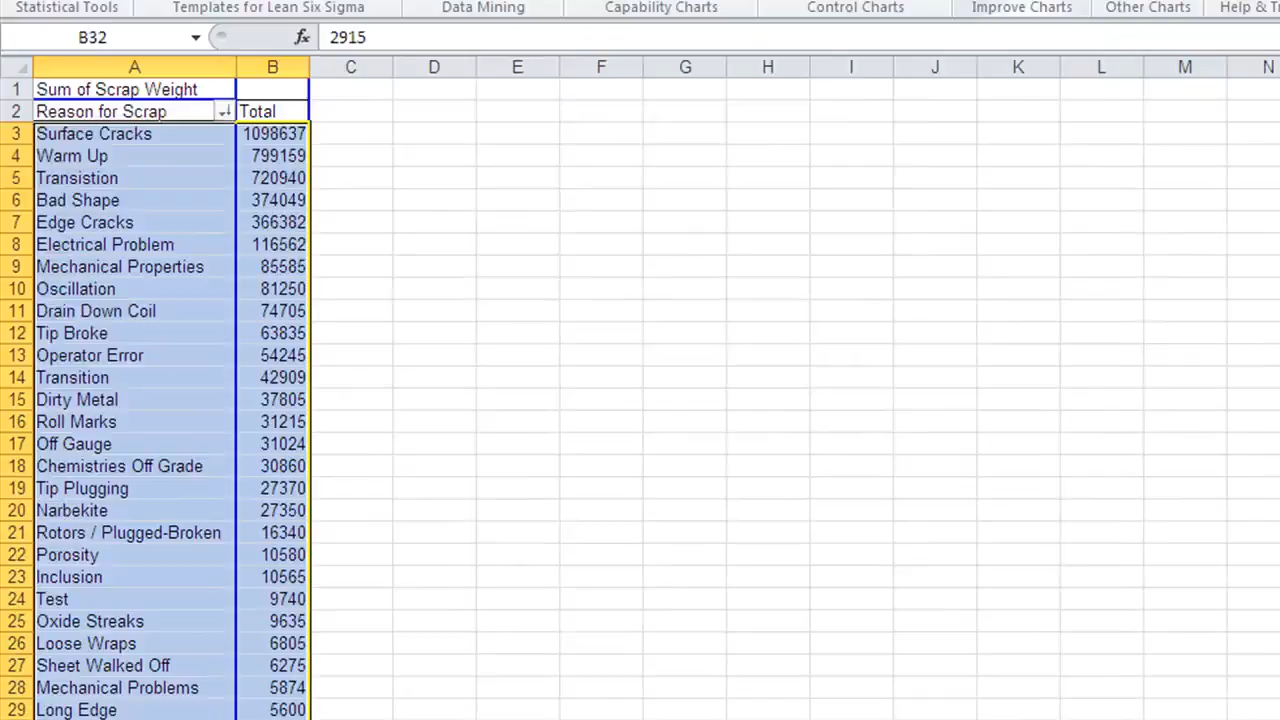 Statistical Tools Templates for Lean Six Sigma Data Mining Capability Charts Control Charts Improve Charts Other Charts Help &
B32 fx 2915
A B C D E F G H I J K L M N
1 Sum of Scrap Weight
2 Reason for Scrap Total
3 Surface Cracks 1098637
4 Warm Up 799159
5 Transistion 720940
6 Bad Shape 374049
7 Edge Cracks 366382
8 Electrical Problem 116562
9 Mechanical Properties 85585
10 Oscillation 81250
11 Drain Down Coil 74705
12 Tip Broke 63835
13 Operator Error 54245
14 Transition 42909
15 Dirty Metal 37805
16 Roll Marks 31215
17 Off Gauge 31024
18 Chemistries Off Grade 30860
19 Tip Plugging 27370
20 Narbekite 27350
21 Rotors / Plugged-Broken 16340
22 Porosity 10580
23 Inclusion 10565
24 Test 9740
25 Oxide Streaks 9635
26 Loose Wraps 6805
27 Sheet Walked Off 6275
28 Mechanical Problems 5874
29 Long Edge 5600